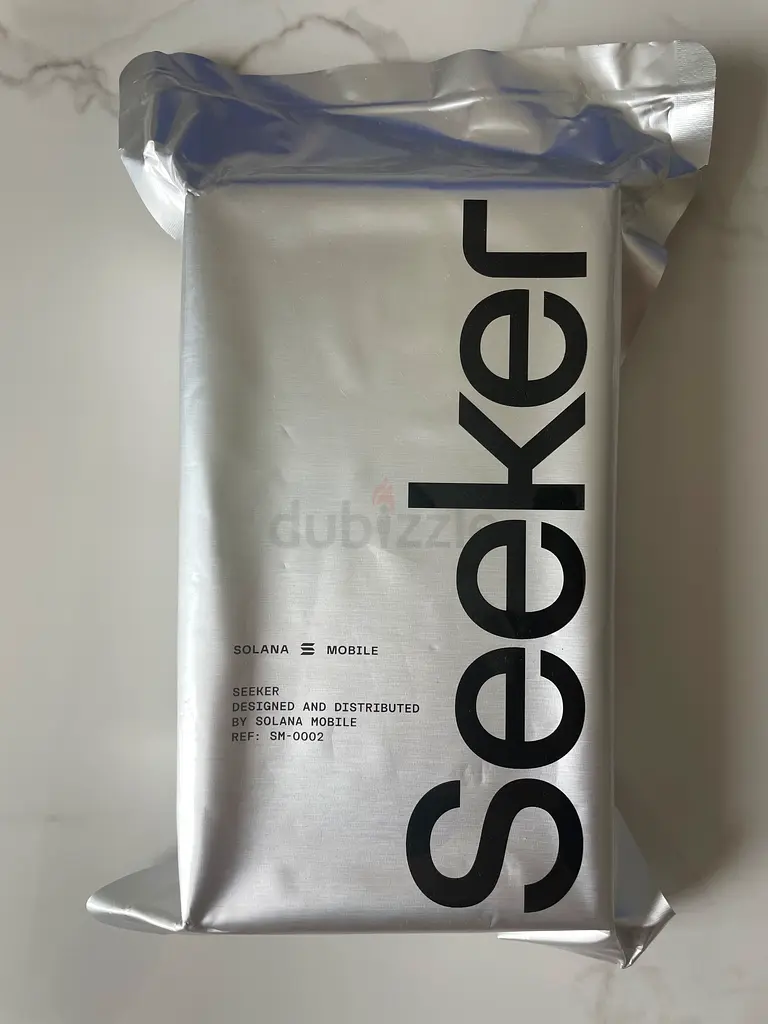 Seeker
dubizzle
SOLANA MOBILE
SEEKER
DESIGNED AND DISTRIBUTED
BY SOLANA MOBILE
REF: SM-0002